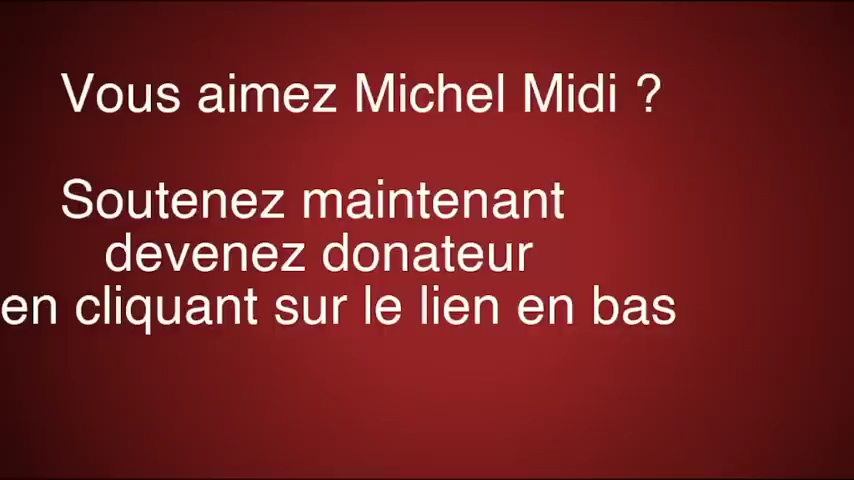 Vous aimez Michel Midi ?
Soutenez maintenant
devenez donateur
en cliquant sur le lien en bas